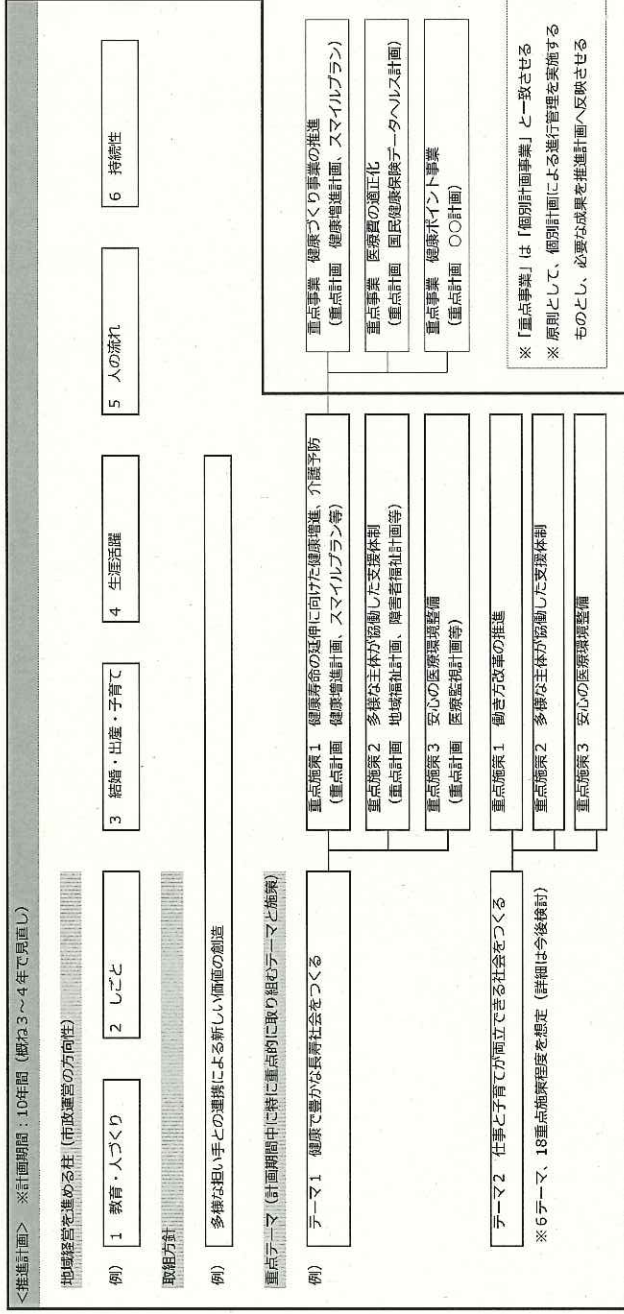 <推進計画>　※計画期間：10年間（概ね３～４年で見直し）
地域経営を進める柱（市政運営の方向性）
例）
１　教育・人づくり
２　しごと
３　結婚・出産・子育て
４　生涯活躍
５　人の流れ
６　持続性
取組方針
例）
多様な担い手との連携による新しい価値の創造
重点テーマ（計画期間中に特に重点的に取り組むテーマと施策）
例）
テーマ１　健康で豊かな長寿社会をつくる
重点施策１　健康寿命の延伸に向けた健康増進、介護予防
（重点計画　健康増進計画、スマイルプラン等）
重点施策２　多様な主体が協働した支援体制
（重点計画　地域福祉計画、障害者福祉計画等）
重点施策３　安心の医療環境整備
（重点計画　医療監視計画等）
重点事業　健康づくり事業の推進
（重点計画　健康増進計画、スマイルプラン）
重点事業　医療費の適正化
（重点計画　国民健康保険データヘルス計画）
重点事業　健康ポイント事業
（重点計画　○○計画）
テーマ２　仕事と子育てが両立できる社会をつくる
重点施策１　働き方改革の推進
重点施策２　多様な主体が協働した支援体制
重点施策３　安心の医療環境整備
※６テーマ、18重点施策程度を想定（詳細は今後検討）
※「重点事業」は「個別計画事業」と一致させる
※原則として、個別計画による進行管理を実施する
ものとし、必要な成果を推進計画へ反映させる